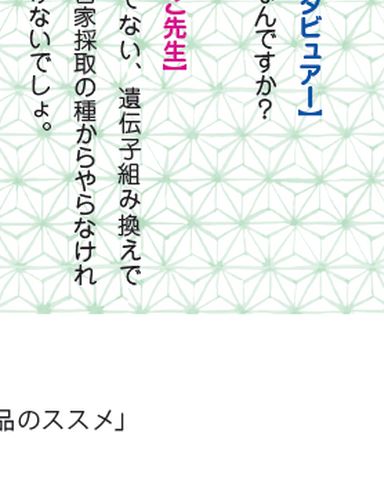 タビュアー】
なんですか？
こ先生】
でない、遺伝子組み換えで
自家採取の種からやらなけれ
けないでしょ。
品のススメ」